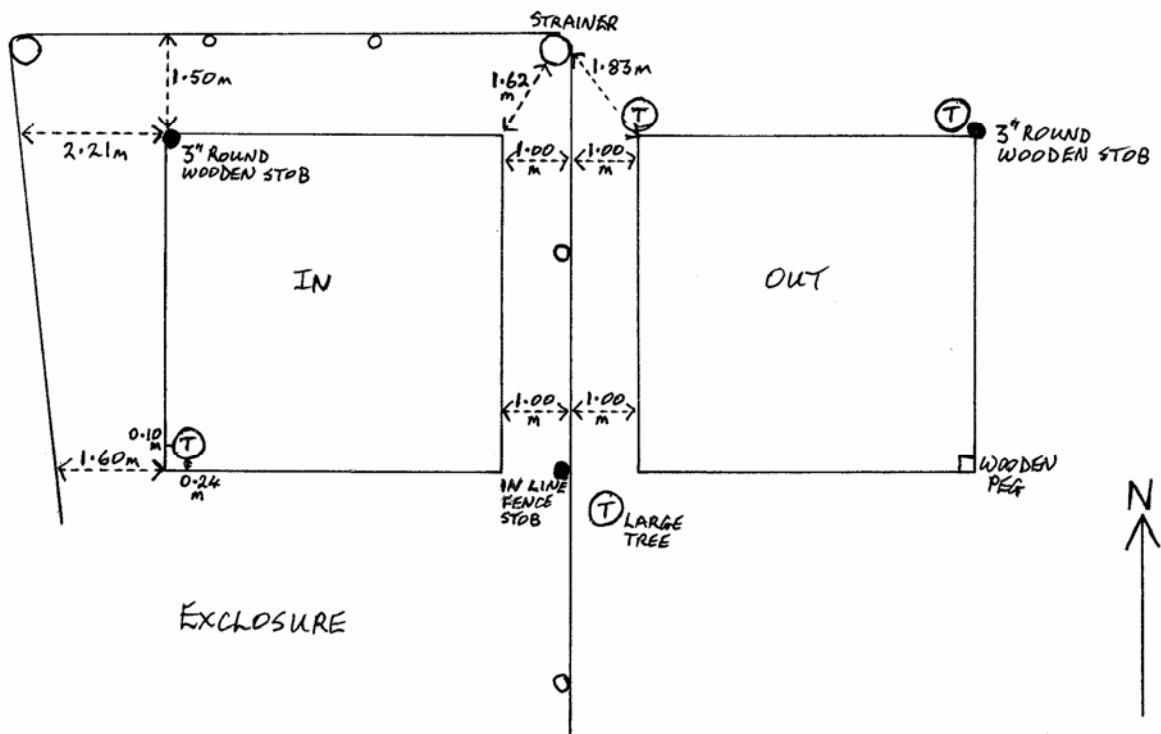 STRAINER
1.50m
1.62
m
1.83m
T
T
2.21m
3" ROUND
WOODEN STOB
1.00
m
1.00
m
3" ROUND
WOODEN STOB
IN
OUT
1.00
m
1.00
m
0.10
m
T
1.60m
0.24
m
IN LINE
FENCE
STOB
WOODEN
PEG
T
LARGE
TREE
N
EXCLOSURE